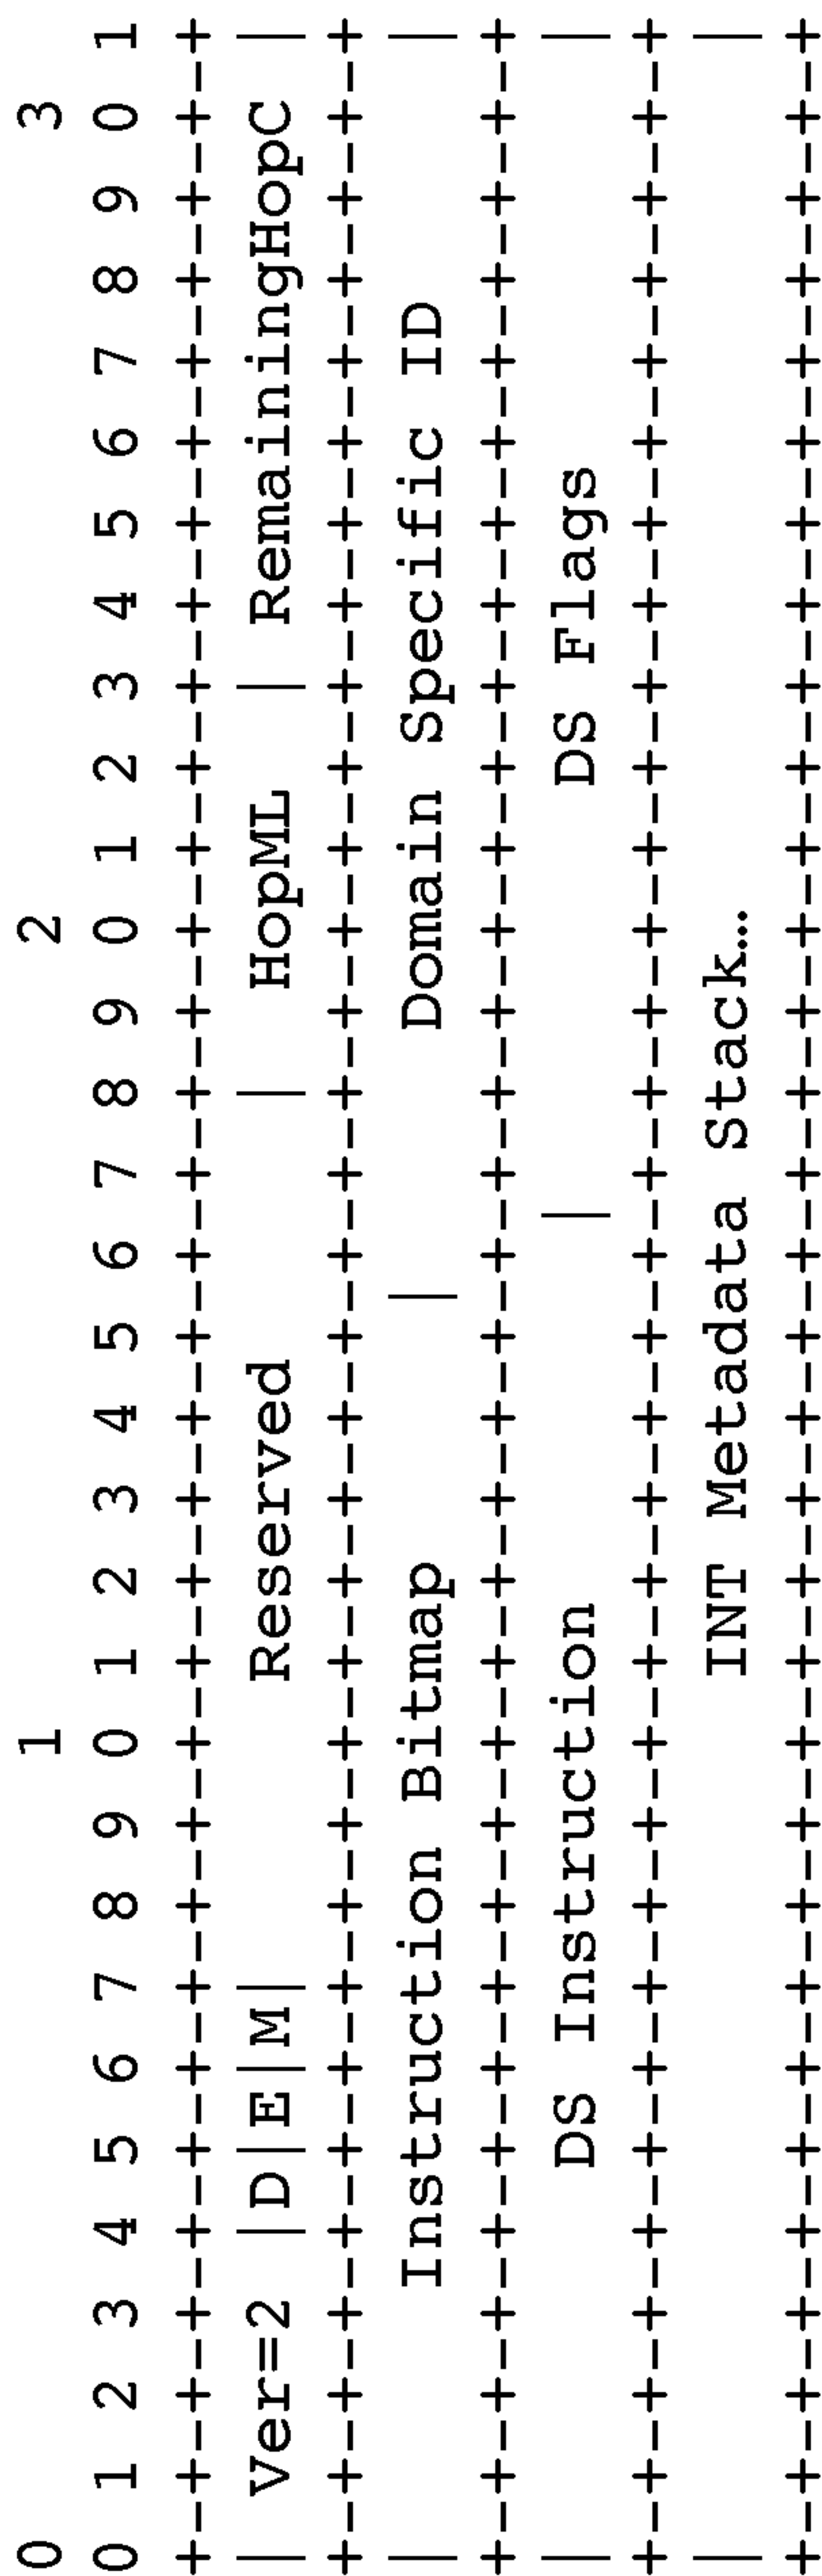 0                   1                   2                   3
0 1 2 3 4 5 6 7 8 9 0 1 2 3 4 5 6 7 8 9 0 1 2 3 4 5 6 7 8 9 0 1
+-+-+-+-+-+-+-+-+-+-+-+-+-+-+-+-+-+-+-+-+-+-+-+-+-+-+-+-+-+-+-+
| Ver=2 |D|E|M|       Reserved      |  HopML  | RemainingHopC |
+-+-+-+-+-+-+-+-+-+-+-+-+-+-+-+-+-+-+-+-+-+-+-+-+-+-+-+-+-+-+-+
|      Instruction Bitmap      |      Domain Specific ID      |
+-+-+-+-+-+-+-+-+-+-+-+-+-+-+-+-+-+-+-+-+-+-+-+-+-+-+-+-+-+-+-+
|         DS Instruction         |          DS Flags          |
+-+-+-+-+-+-+-+-+-+-+-+-+-+-+-+-+-+-+-+-+-+-+-+-+-+-+-+-+-+-+-+
|                     INT Metadata Stack…                     |
+-+-+-+-+-+-+-+-+-+-+-+-+-+-+-+-+-+-+-+-+-+-+-+-+-+-+-+-+-+-+-+